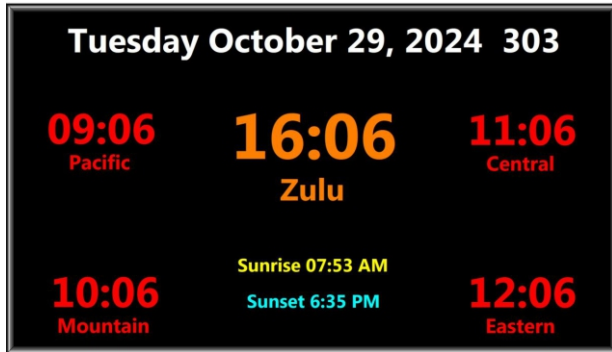 Tuesday October 29, 2024 303
09:06
Pacific
16:06
Zulu
11:06
Central
Sunrise 07:53 AM
Sunset 6:35 PM
10:06
Mountain
12:06
Eastern